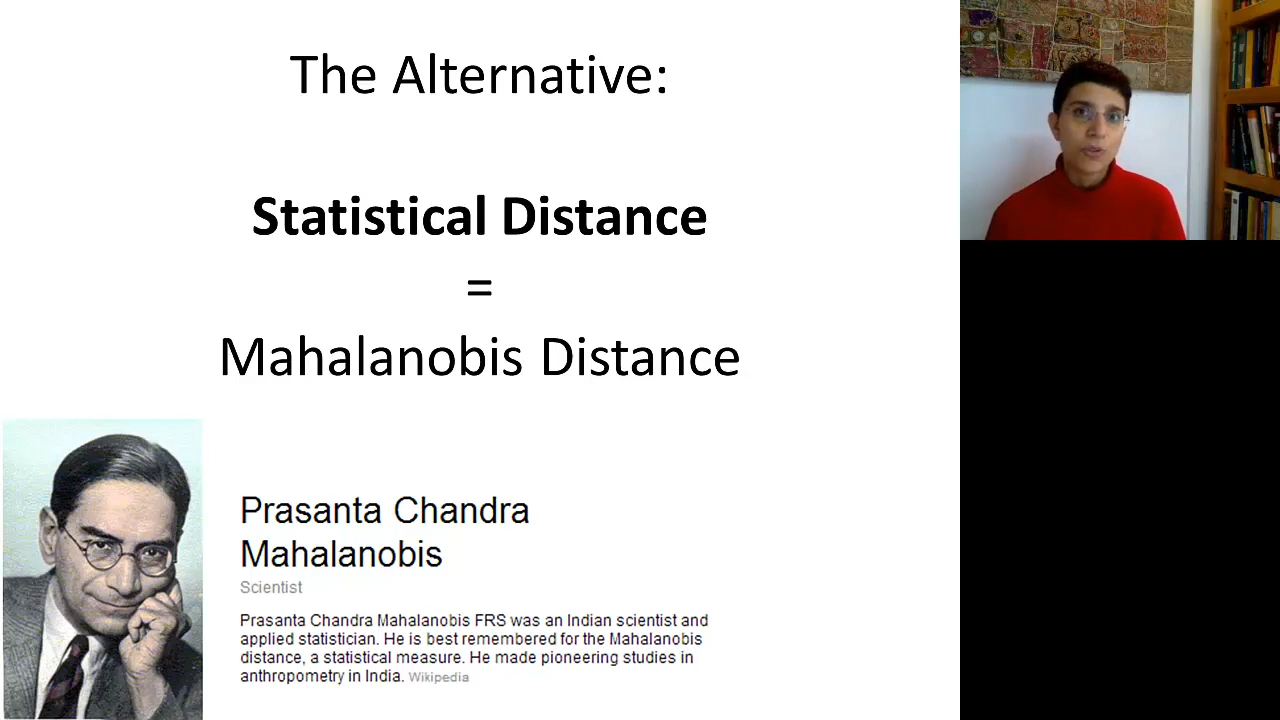 The Alternative:
Statistical Distance
=
Mahalanobis Distance
Prasanta Chandra
Mahalanobis
Scientist
Prasanta Chandra Mahalanobis FRS was an Indian scientist and
applied statistician. He is best remembered for the Mahalanobis
distance, a statistical measure. He made pioneering studies in
anthropometry in India. Wikipedia